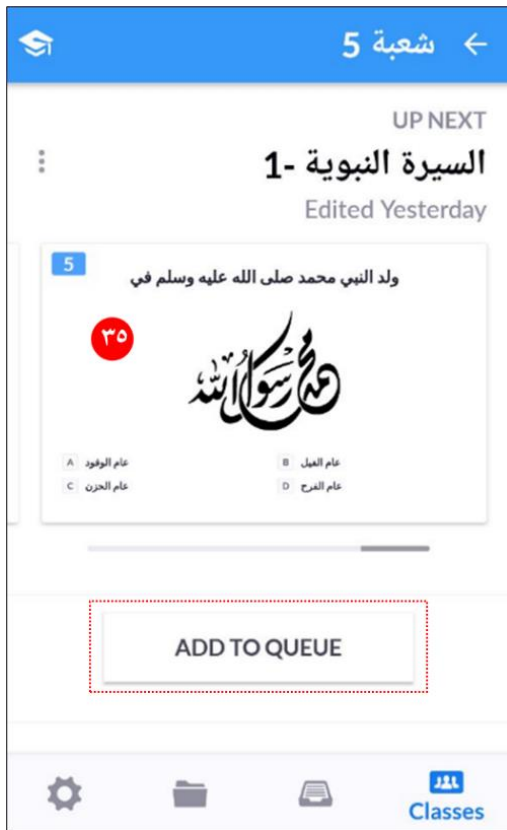 شعبة 5
UP NEXT
السيرة النبوية -1
Edited Yesterday
5
ولد النبي محمد صلى الله عليه وسلم في
٣٥
محمد رسول الله
عام الوفود A
عام الفيل B
عام الحزن C
عام الفرح D
ADD TO QUEUE
Classes